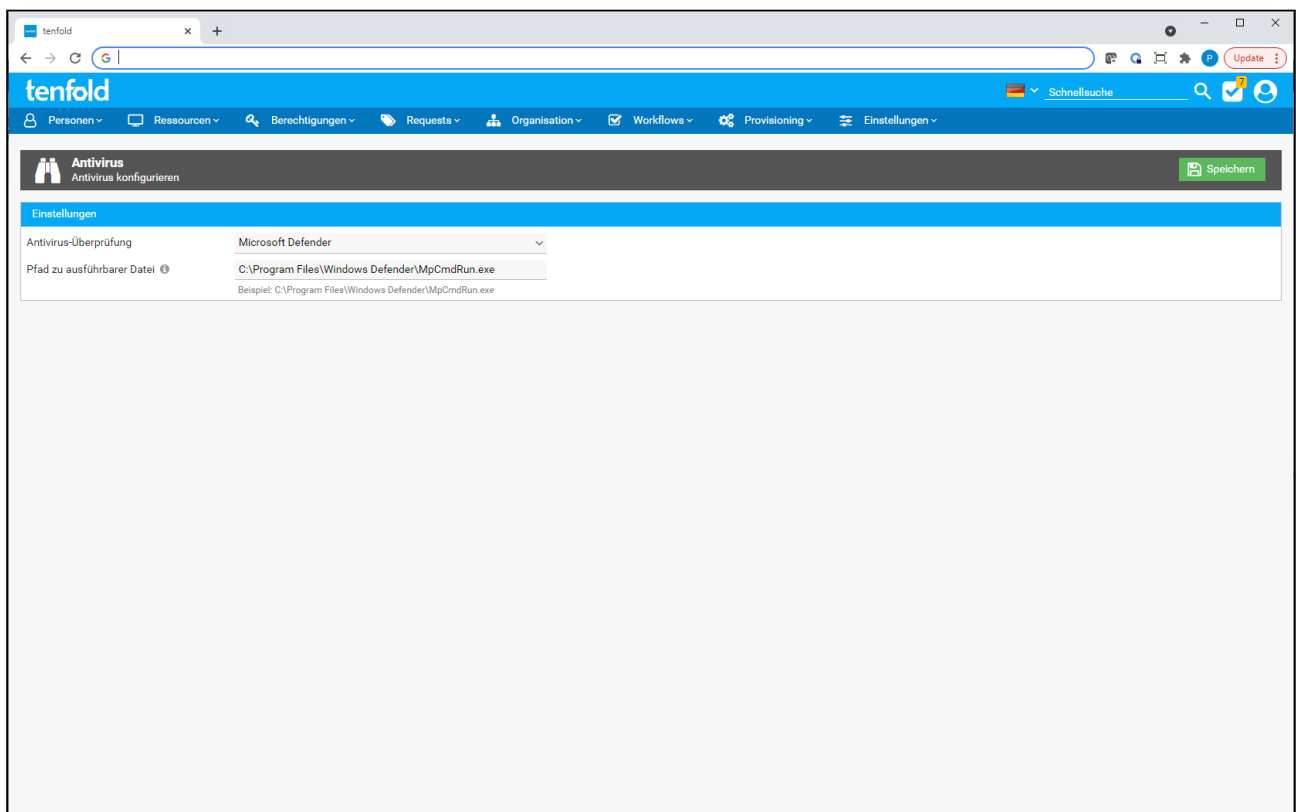 tenfold
Update
tenfold
Schnellsuche
7
Personen
Ressourcen
Berechtigungen
Requests
Organisation
Workflows
Provisioning
Einstellungen
Antivirus
Antivirus konfigurieren
Speichern
Einstellungen
Antivirus-Überprüfung
Microsoft Defender
Pfad zu ausführbarer Datei
C:\Program Files\Windows Defender\MpCmdRun.exe
Beispiel: C:\Program Files\Windows Defender\MpCmdRun.exe